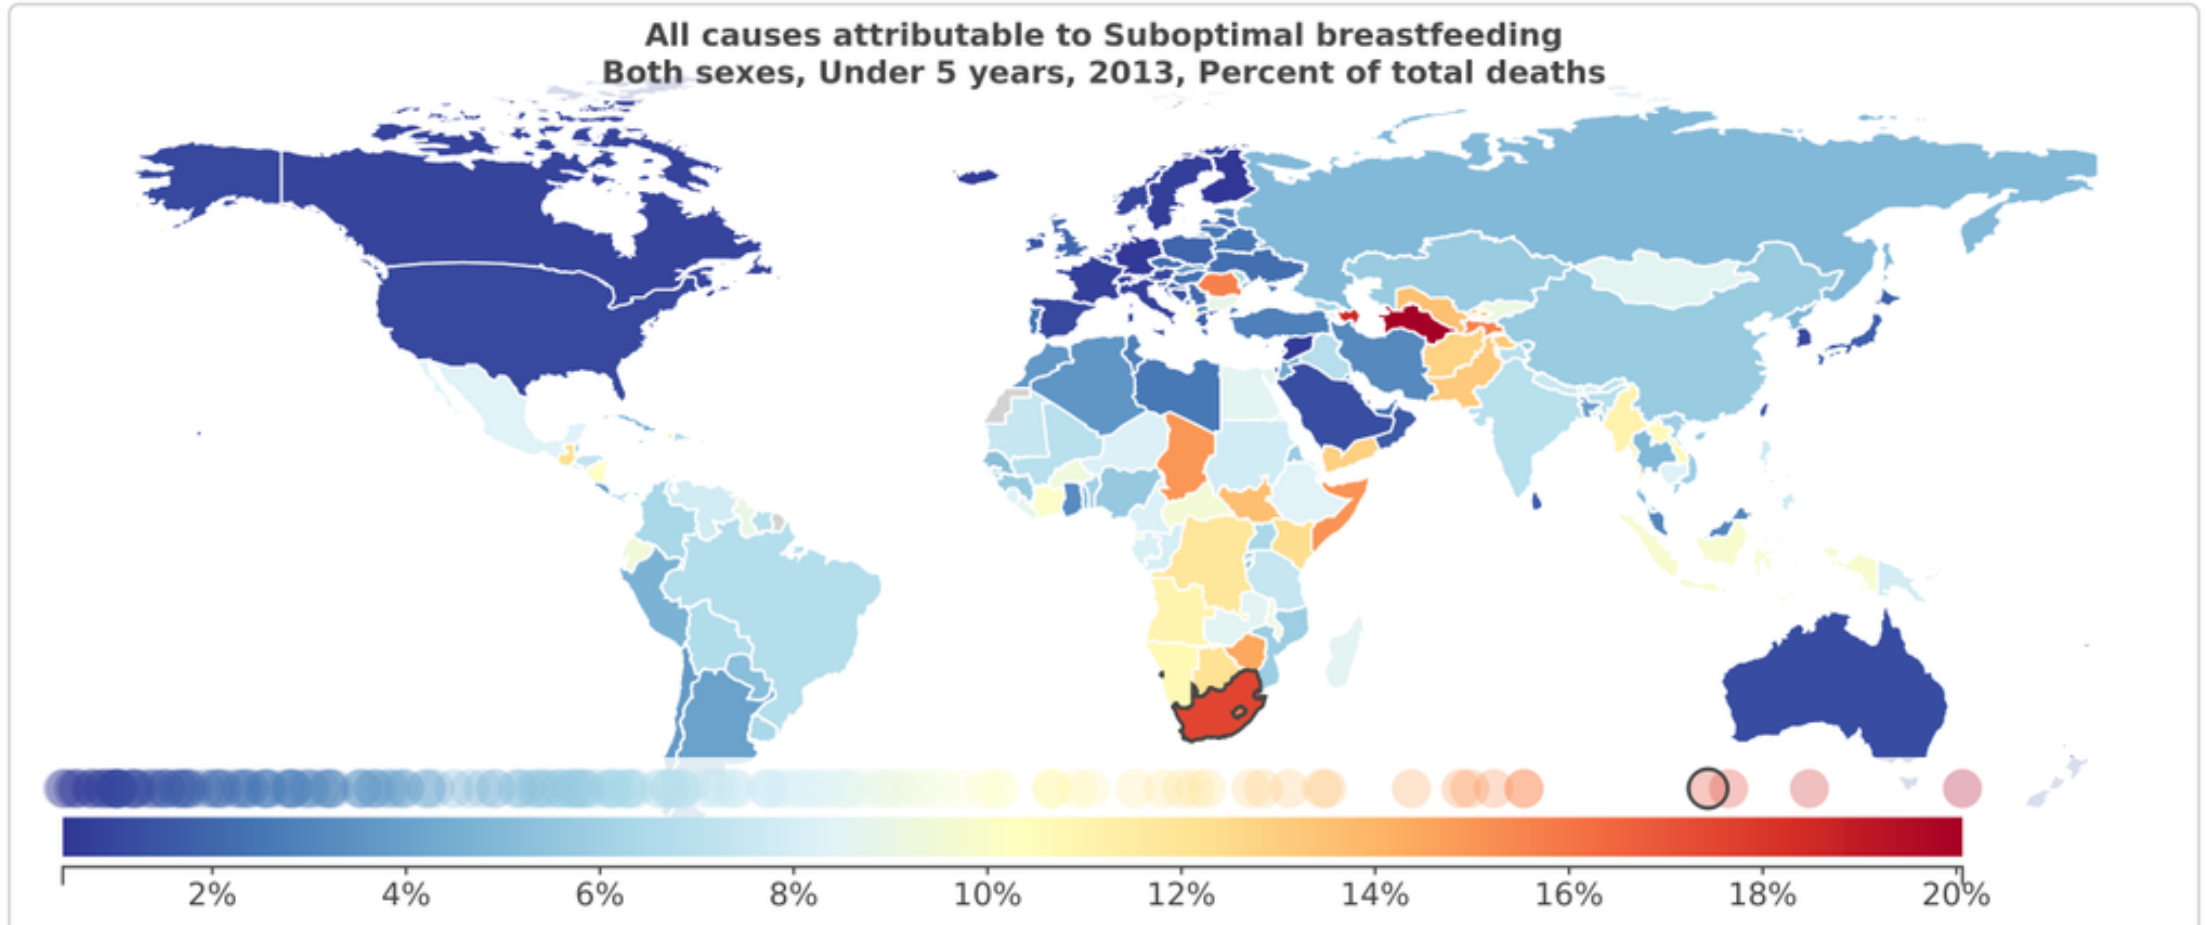 All causes attributable to Suboptimal breastfeeding
Both sexes, Under 5 years, 2013, Percent of total deaths
2% 4% 6% 8% 10% 12% 14% 16% 18% 20%